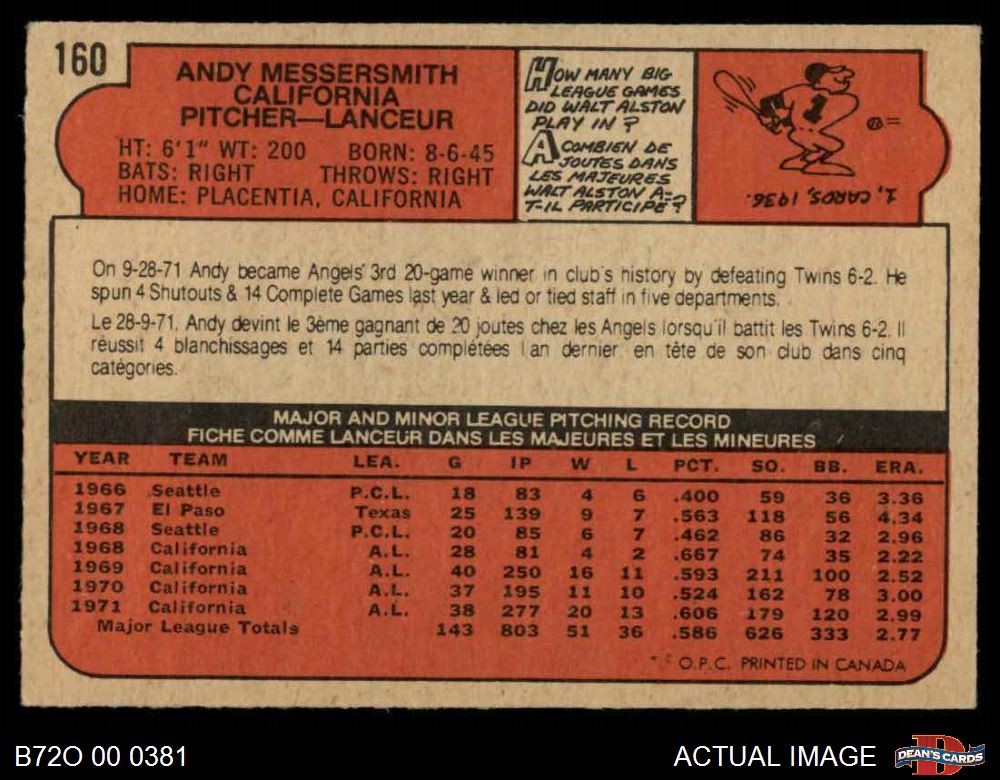 160
ANDY MESSERSMITH
CALIFORNIA
PITCHER—LANCEUR
HT: 6'1" WT: 200 BORN: 8-6-45
BATS: RIGHT THROWS: RIGHT
HOME: PLACENTIA, CALIFORNIA
HOW MANY BIG
LEAGUE GAMES
DID WALT ALSTON
PLAY IN?
A COMBIEN DE
JOUTES DANS
LES MAJEURES
WALT ALSTON A-
T-IL PARTICIPÉ?
1, CARDS, 1936.
On 9-28-71 Andy became Angels' 3rd 20-game winner in club's history by defeating Twins 6-2. He
spun 4 Shutouts & 14 Complete Games last year & led or tied staff in five departments.
Le 28-9-71, Andy devint le 3ème gagnant de 20 joutes chez les Angels lorsqu'il battit les Twins 6-2. Il
réussit 4 blanchissages et 14 parties complétées l an dernier, en tête de son club dans cinq
catégories.
MAJOR AND MINOR LEAGUE PITCHING RECORD
FICHE COMME LANCEUR DANS LES MAJEURES ET LES MINEURES
YEAR TEAM LEA. G IP W L PCT. SO. BB. ERA.
1966 Seattle P.C.L. 18 83 4 6 .400 59 36 3.36
1967 El Paso Texas 25 139 9 7 .563 118 56 4.34
1968 Seattle P.C.L. 20 85 6 7 .462 86 32 2.96
1968 California A.L. 28 81 4 2 .667 74 35 2.22
1969 California A.L. 40 250 16 11 .593 211 100 2.52
1970 California A.L. 37 195 11 10 .524 162 78 3.00
1971 California A.L. 38 277 20 13 .606 179 120 2.99
Major League Totals 143 803 51 36 .586 626 333 2.77
O.P.C. PRINTED IN CANADA
B72O 00 0381
ACTUAL IMAGE
DEAN'S CARDS